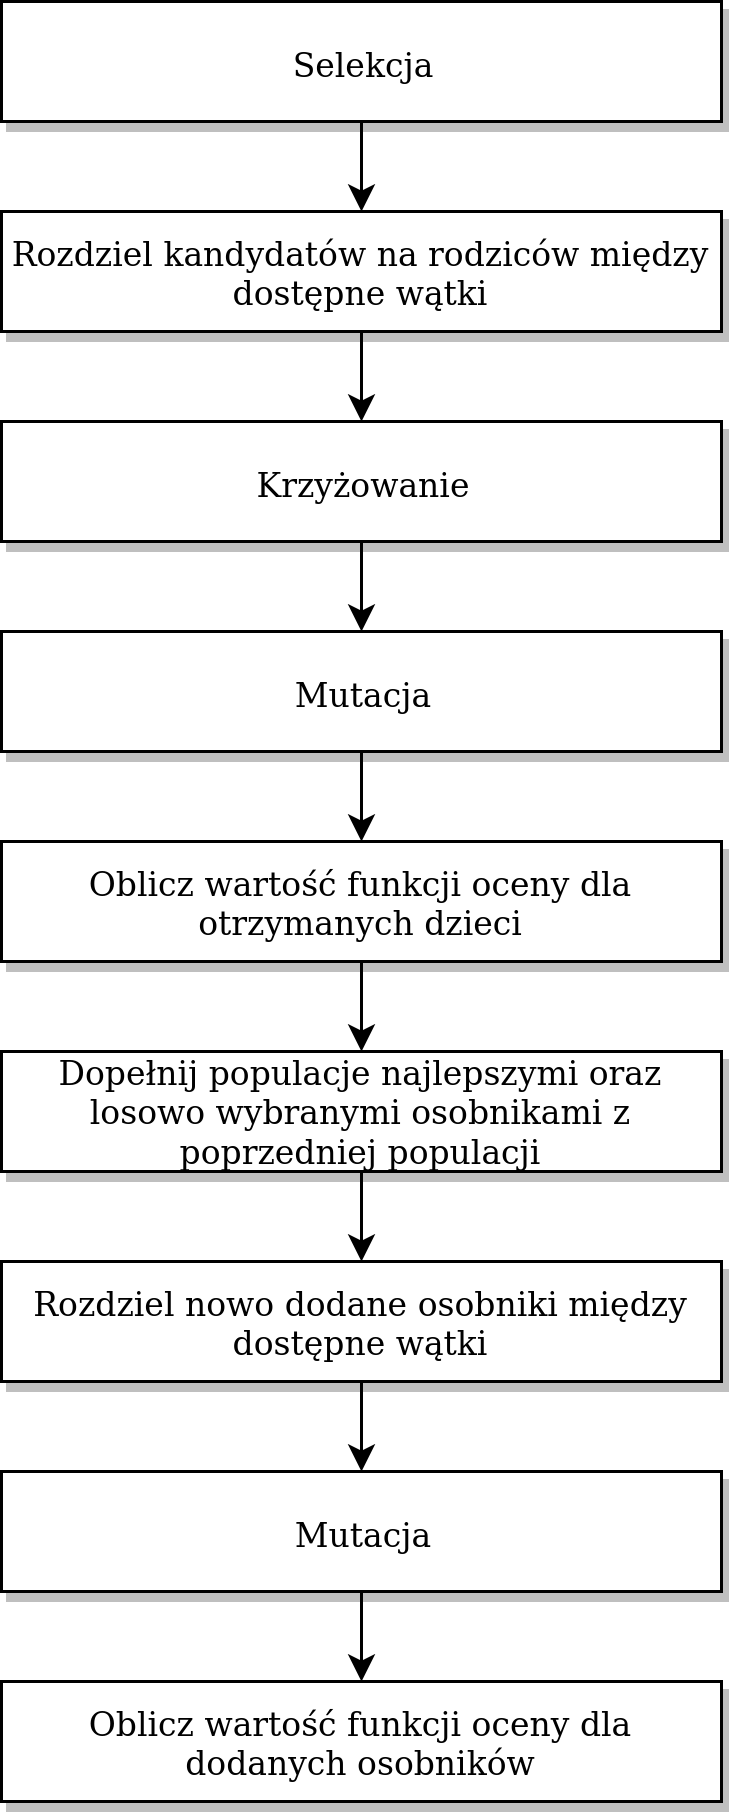 Selekcja
Rozdziel kandydatów na rodziców między
dostępne wątki
Krzyżowanie
Mutacja
Oblicz wartość funkcji oceny dla
otrzymanych dzieci
Dopełnij populacje najlepszymi oraz
losowo wybranymi osobnikami z
poprzedniej populacji
Rozdziel nowo dodane osobniki między
dostępne wątki
Mutacja
Oblicz wartość funkcji oceny dla
dodanych osobników